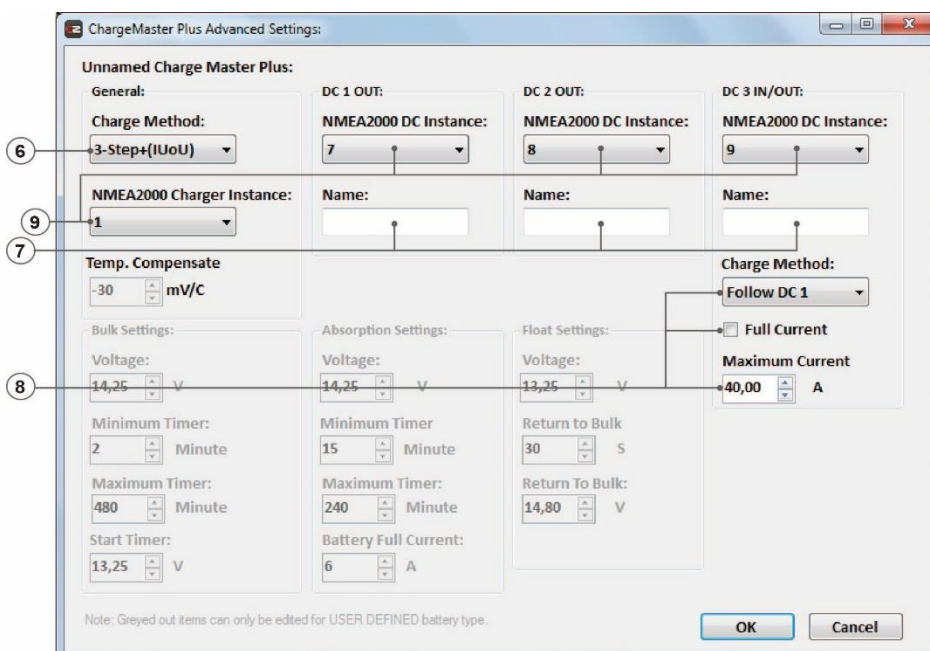 ChargeMaster Plus Advanced Settings:
Unnamed Charge Master Plus:
General:
DC 1 OUT:
DC 2 OUT:
DC 3 IN/OUT:
Charge Method:
NMEA2000 DC Instance:
NMEA2000 DC Instance:
NMEA2000 DC Instance:
6
3-Step+(IUoU)
7
8
9
NMEA2000 Charger Instance:
Name:
Name:
Name:
9
1
7
Temp. Compensate
-30 mV/C
Charge Method:
Follow DC 1
Full Current
Maximum Current
40,00 A
8
Bulk Settings:
Voltage:
14,25 V
Minimum Timer:
2 Minute
Maximum Timer:
480 Minute
Start Timer:
13,25 V
Absorption Settings:
Voltage:
14,25 V
Minimum Timer
15 Minute
Maximum Timer:
240 Minute
Battery Full Current:
6 A
Float Settings:
Voltage:
13,25 V
Return to Bulk
30 S
Return To Bulk:
14,80 V
Note: Greyed out items can only be edited for USER DEFINED battery type.
OK
Cancel